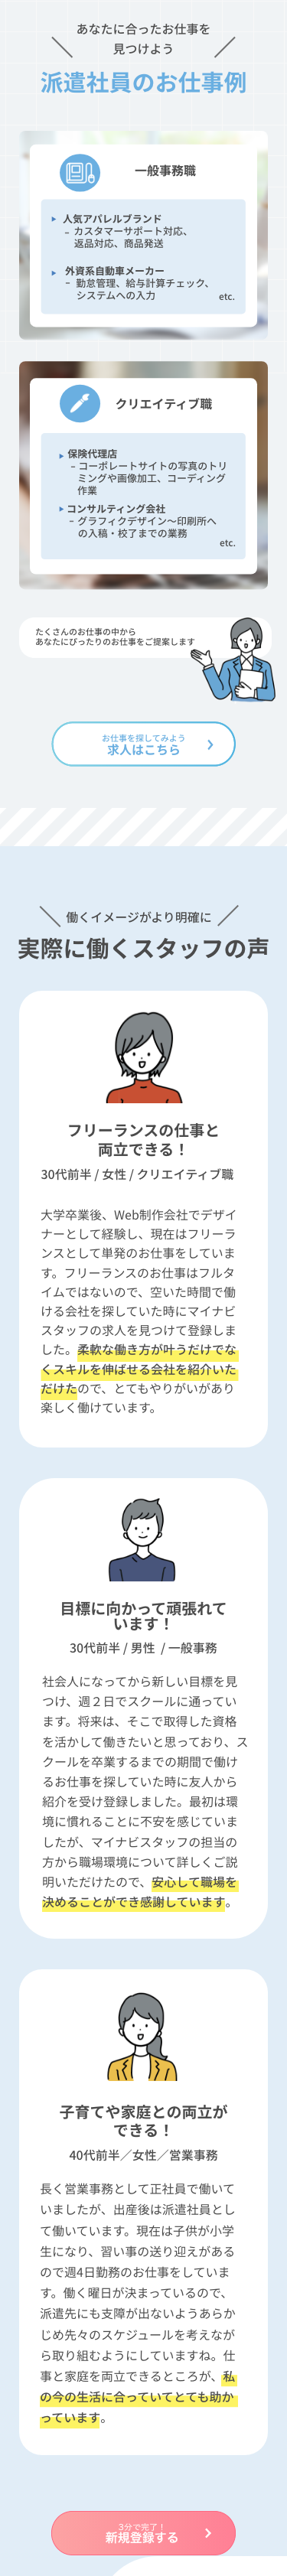 あなたに合ったお仕事を
見つけよう
派遣社員のお仕事例
一般事務職
人気アパレルブランド
– カスタマーサポート対応、
返品対応、商品発送
外資系自動車メーカー
– 勤怠管理、給与計算チェック、
システムへの入力
etc.
クリエイティブ職
保険代理店
– コーポレートサイトの写真のトリ
ミングや画像加工、コーディング
作業
コンサルティング会社
– グラフィクデザイン〜印刷所へ
の入稿・校了までの業務
etc.
たくさんのお仕事の中から
あなたにぴったりのお仕事をご提案します
お仕事を探してみよう
求人はこちら
働くイメージがより明確に
実際に働くスタッフの声
フリーランスの仕事と
両立できる！
30代前半 / 女性 / クリエイティブ職
大学卒業後、Web制作会社でデザイ
ナーとして経験し、現在はフリーラ
ンスとして単発のお仕事をしていま
す。フリーランスのお仕事はフルタ
イムではないので、空いた時間で働
ける会社を探していた時にマイナビ
スタッフの求人を見つけて登録しま
した。柔軟な働き方が叶うだけでな
くスキルを伸ばせる会社を紹介いた
だけたので、とてもやりがいがあり
楽しく働けています。
目標に向かって頑張れて
います！
30代前半 / 男性 / 一般事務
社会人になってから新しい目標を見
つけ、週２日でスクールに通ってい
ます。将来は、そこで取得した資格
を活かして働きたいと思っており、ス
クールを卒業するまでの期間で働け
るお仕事を探していた時に友人から
紹介を受け登録しました。最初は環
境に慣れることに不安を感じていま
したが、マイナビスタッフの担当の
方から職場環境について詳しくご説
明いただけたので、安心して職場を
決めることができ感謝しています。
子育てや家庭との両立が
できる！
40代前半／女性／営業事務
長く営業事務として正社員で働いて
いましたが、出産後は派遣社員とし
て働いています。現在は子供が小学
生になり、習い事の送り迎えがある
ので週4日勤務のお仕事をしていま
す。働く曜日が決まっているので、
派遣先にも支障が出ないようあらか
じめ先々のスケジュールを考えなが
ら取り組むようにしていますね。仕
事と家庭を両立できるところが、私
の今の生活に合っていてとても助か
っています。
3分で完了！
新規登録する